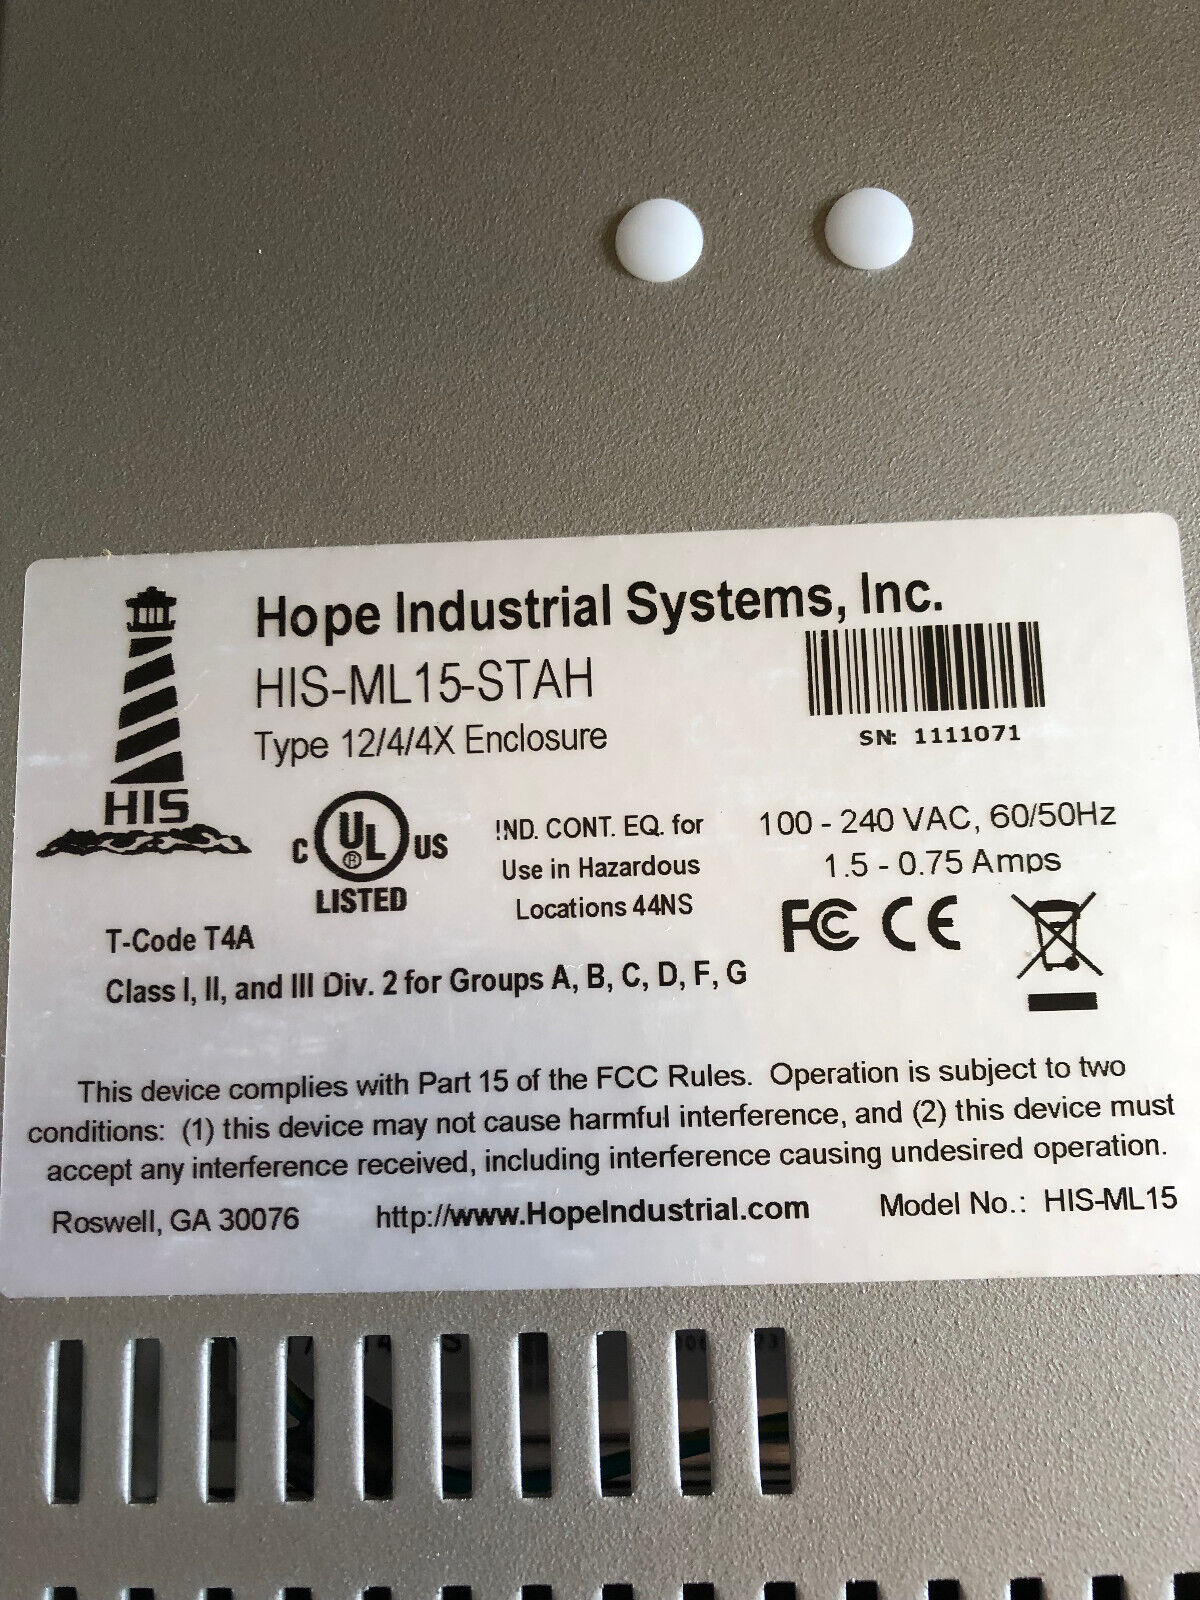 Hope Industrial Systems, Inc.
HIS-ML15-STAH
Type 12/4/4X Enclosure
SN: 1111071
HIS
C UL ® US
LISTED
IND. CONT. EQ. for
Use in Hazardous
Locations 44NS
100 - 240 VAC, 60/50Hz
1.5 - 0.75 Amps
FC CE
T-Code T4A
Class I, II, and III Div. 2 for Groups A, B, C, D, F, G
This device complies with Part 15 of the FCC Rules. Operation is subject to two
conditions: (1) this device may not cause harmful interference, and (2) this device must
accept any interference received, including interference causing undesired operation.
Roswell, GA 30076 http://www.HopeIndustrial.com Model No.: HIS-ML15